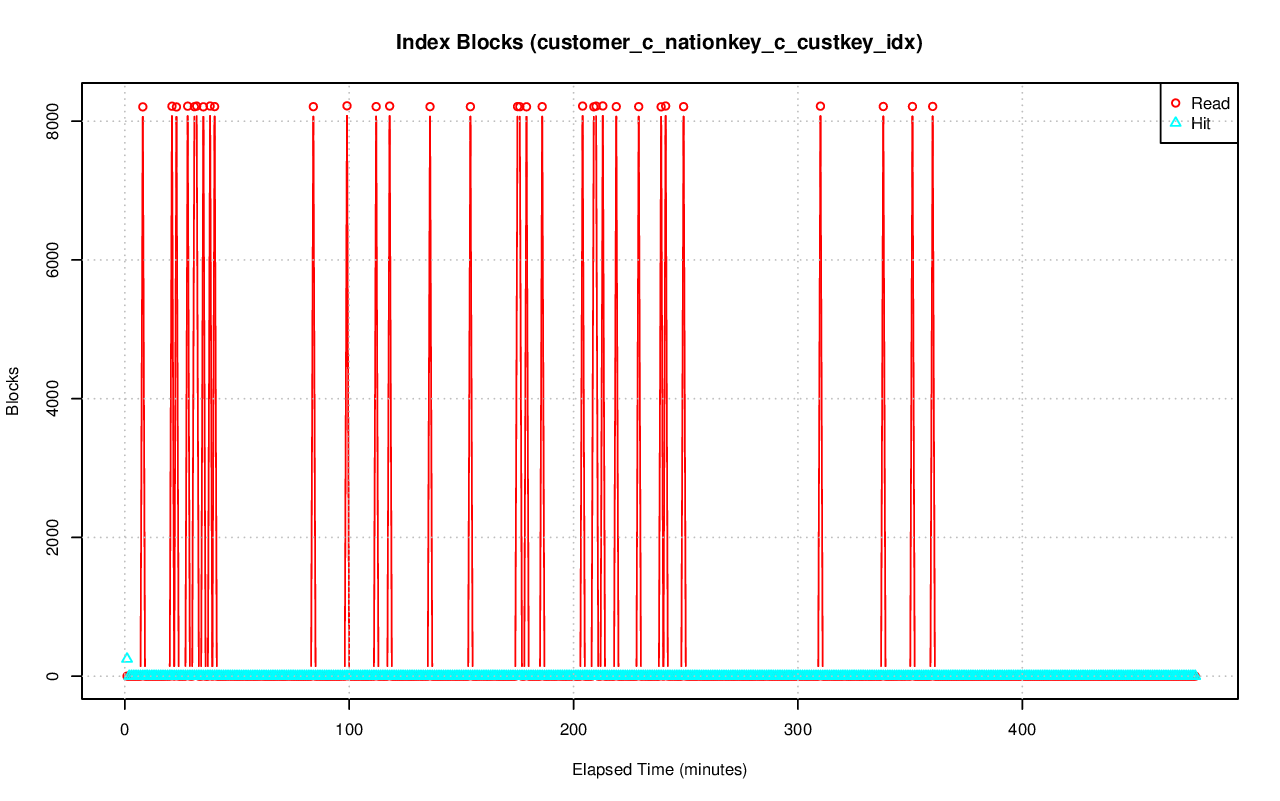 Index Blocks (customer_c_nationkey_c_custkey_idx)
Read
Hit
8000
6000
4000
2000
0
Blocks
0 100 200 300 400
Elapsed Time (minutes)